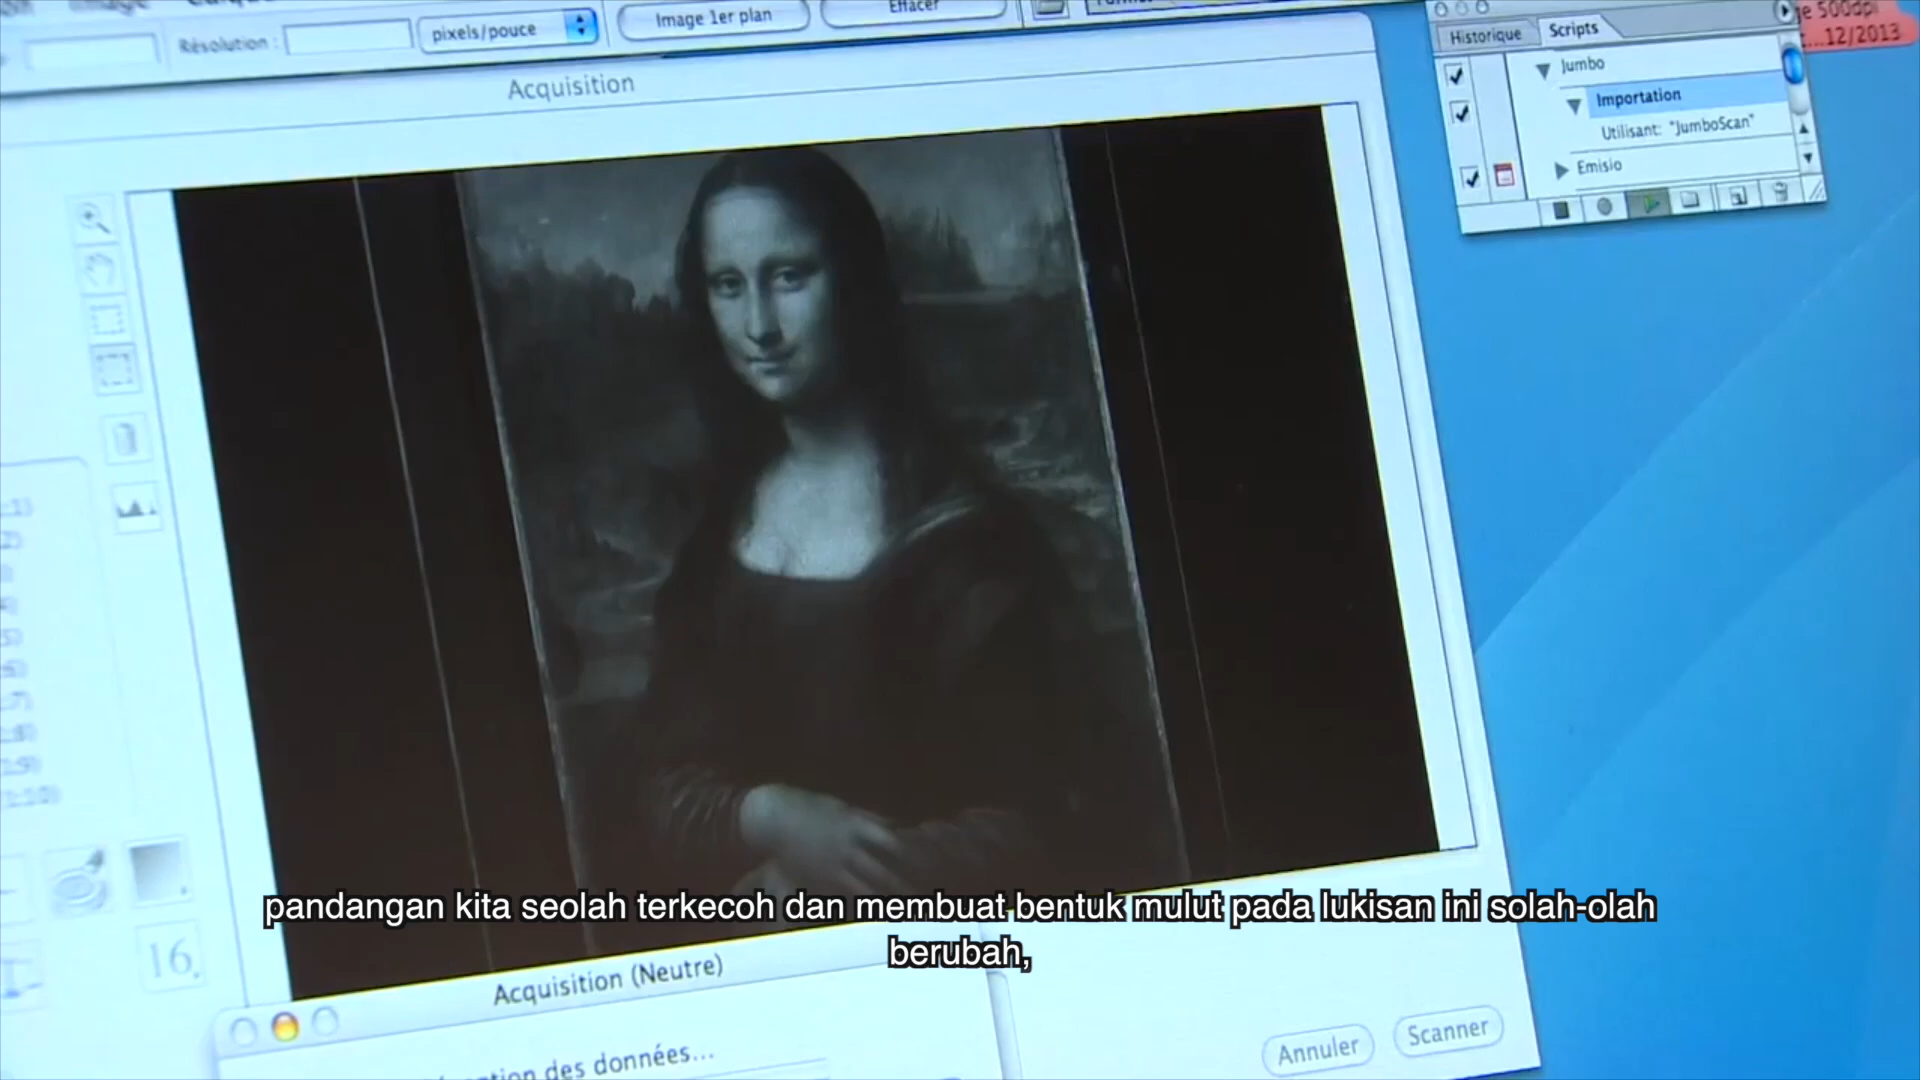 Résolution :
pixels/pouce
Image 1er plan
Effacer
Historique
Scripts
Jumbo
Importation
Utilisant: "JumboScan"
Emisio
500dpi
12/2013
Acquisition
16
pandangan kita seolah terkecoh dan membuat bentuk mulut pada lukisan ini solah-olah
berubah,
Acquisition (Neutre)
des données...
Annuler
Scanner